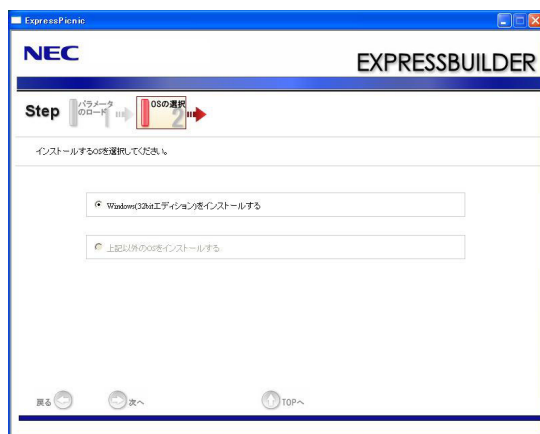 ExpressPicnic
NEC
EXPRESSBUILDER
Step パラメータのロード 1 OSの選択 2
インストールするOSを選択してください。
Windows(32bitエディション)をインストールする
上記以外のOSをインストールする
戻る 次へ TOPへ